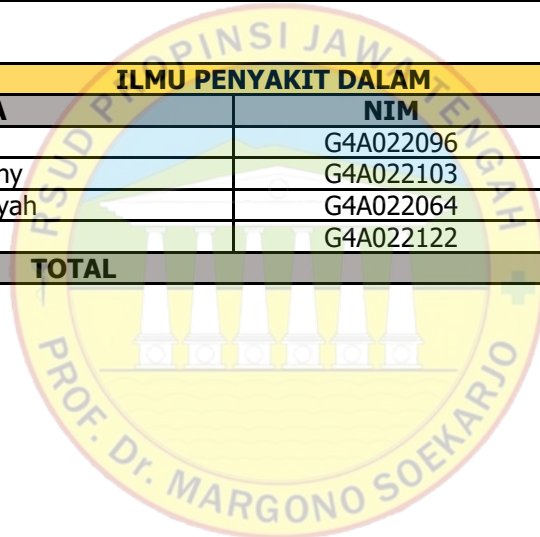 ILMU PENYAKIT DALAM
A NIM
G4A022096
ny G4A022103
yah G4A022064
G4A022122
TOTAL
RSUD PROPINSI JAWA TENGAH
PROF. Dr. MARGONO SOEKARJO